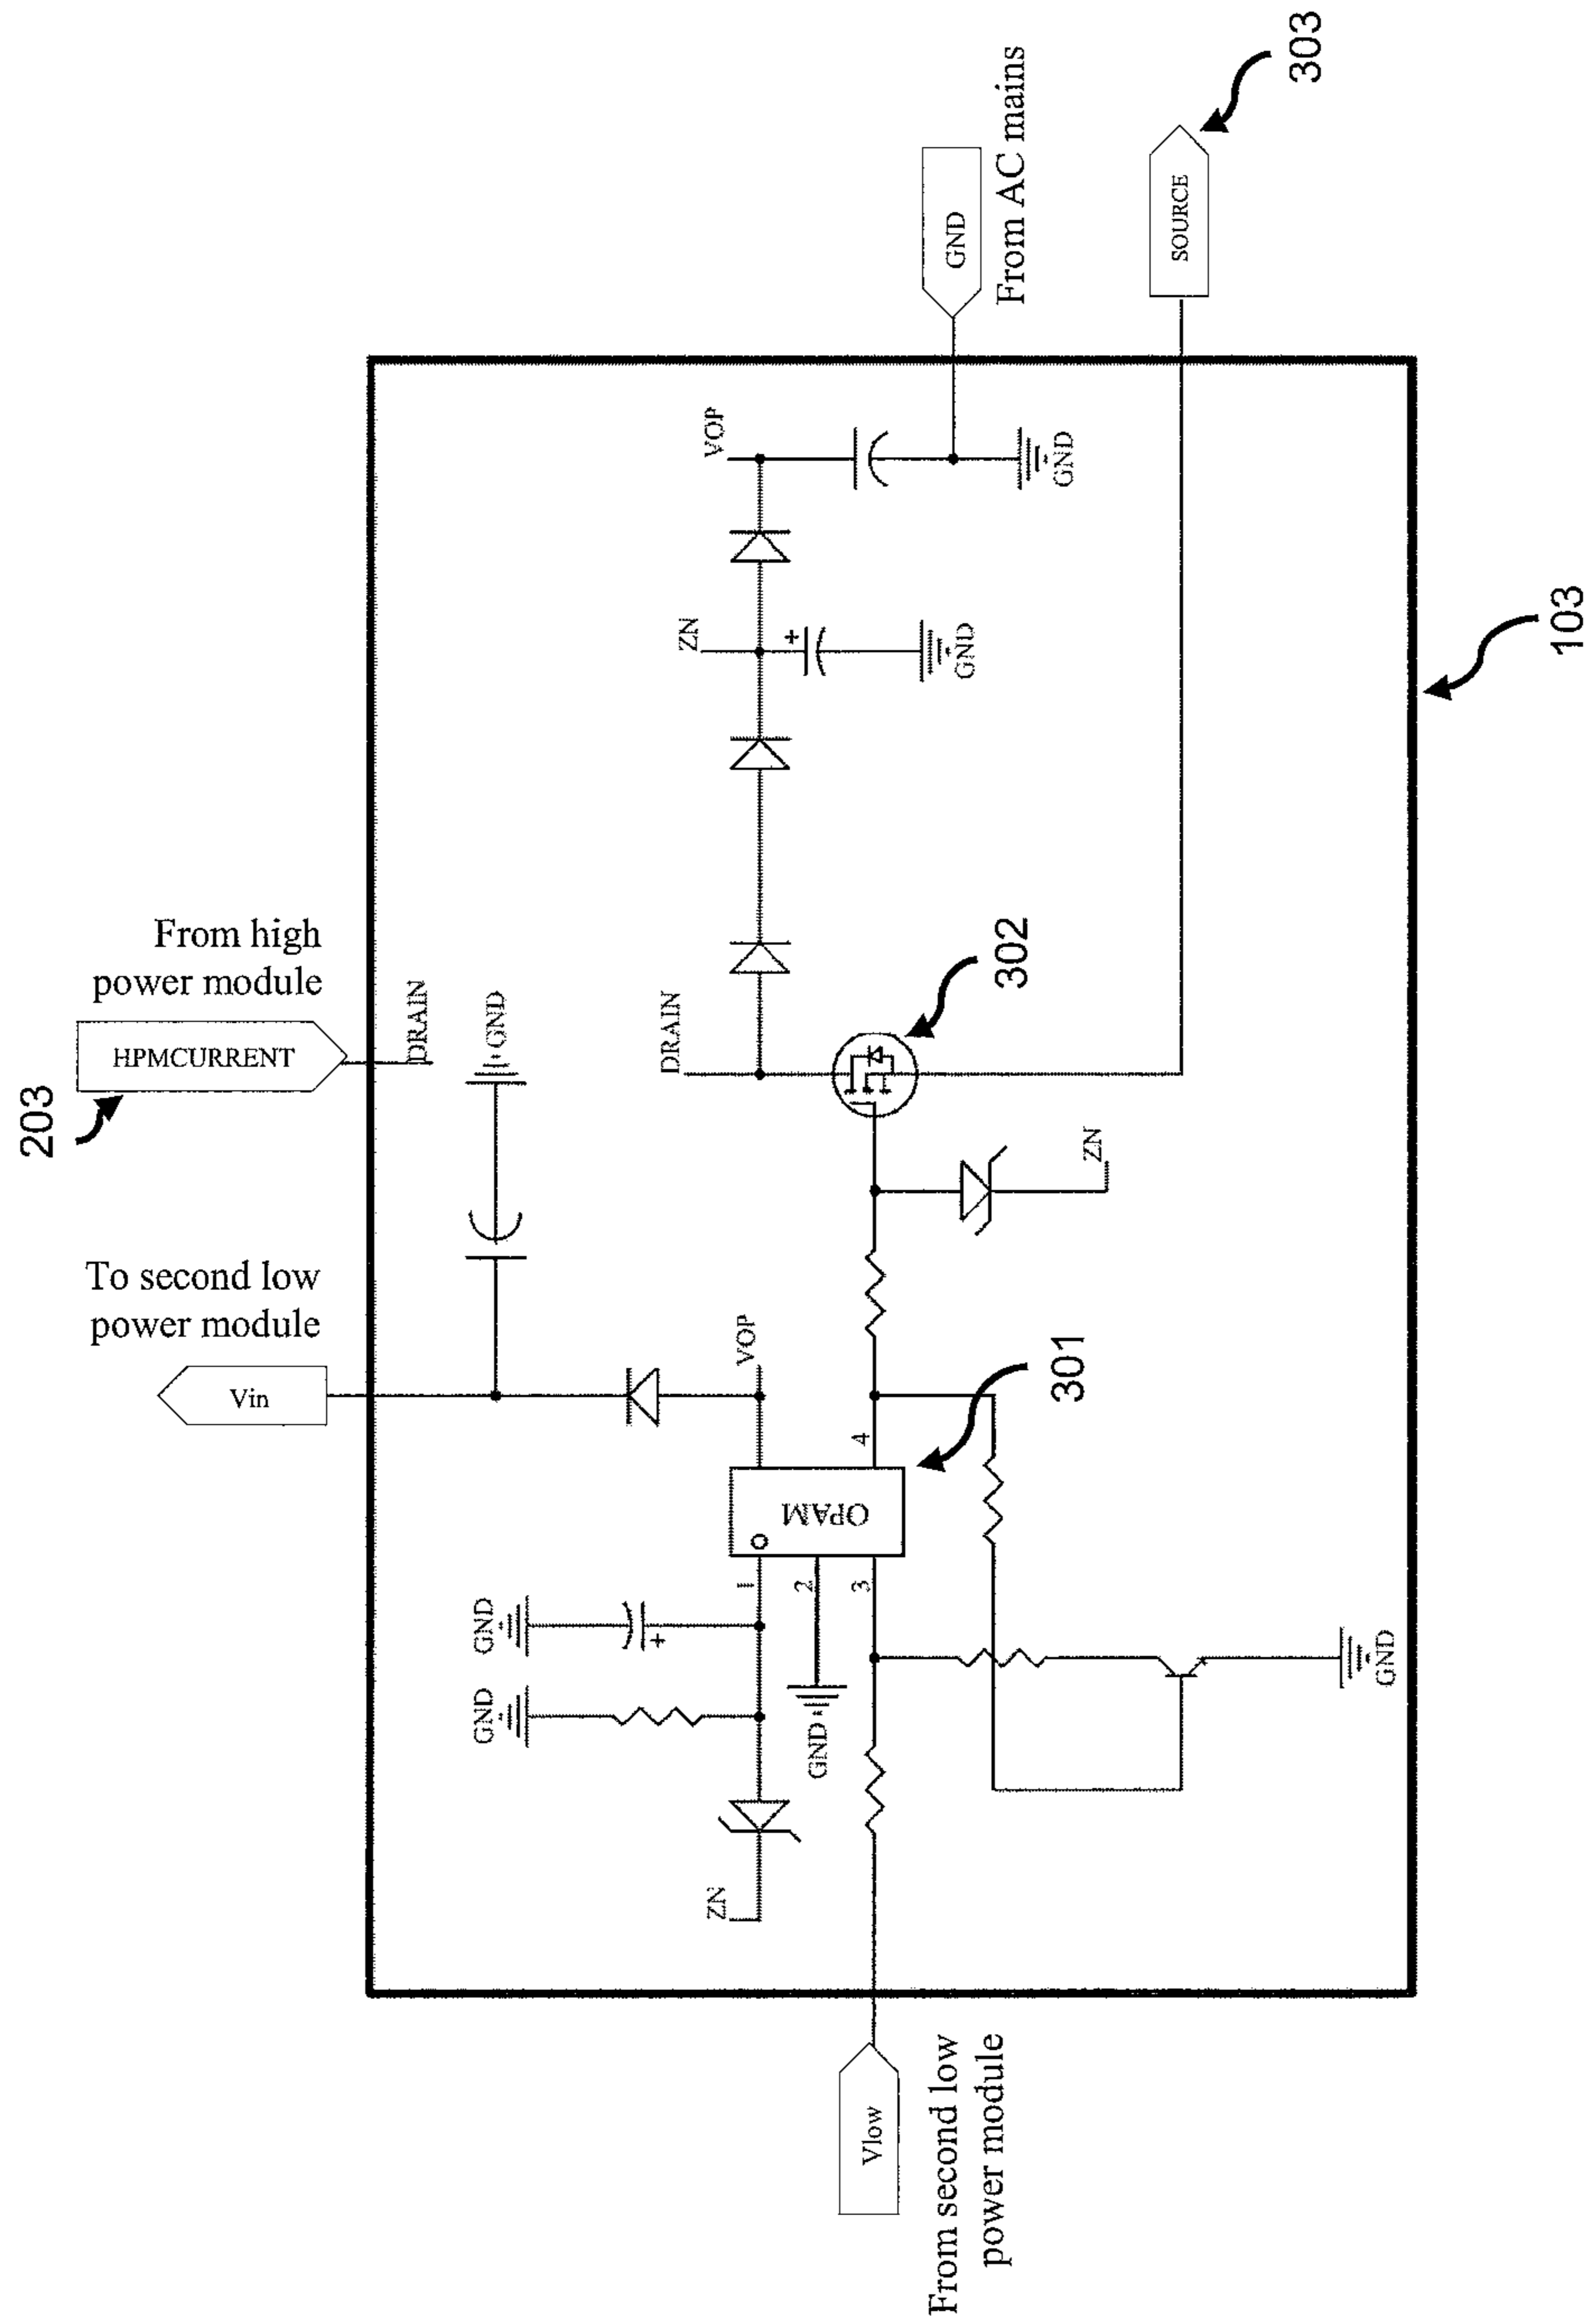 203
HPMCURRENT
From high
power module
DRAIN
To second low
power module
Vin
GND
VOP
DRAIN
ZN
VOP
GND
GND
GND
From AC mains
SOURCE
303
302
ZN
301
OPAM
1
2
3
4
GND
GND
GND
GND
ZN
Vlow
From second low
power module
103